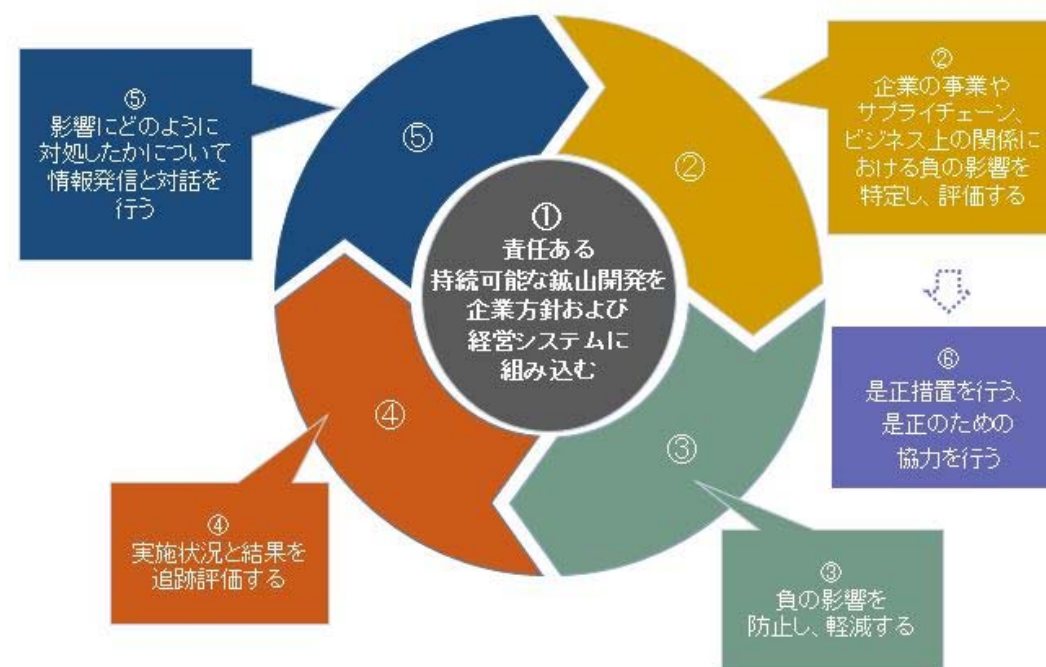 ①
責任ある
持続可能な鉱山開発を
企業方針および
経営システムに
組み込む
②
②
企業の事業や
サプライチェーン、
ビジネス上の関係に
おける負の影響を
特定し、評価する
③
③
負の影響を
防止し、軽減する
④
④
実施状況と結果を
追跡評価する
⑤
⑤
影響にどのように
対処したかについて
情報発信と対話を
行う
⑥
是正措置を行う、
是正のための
協力を行う